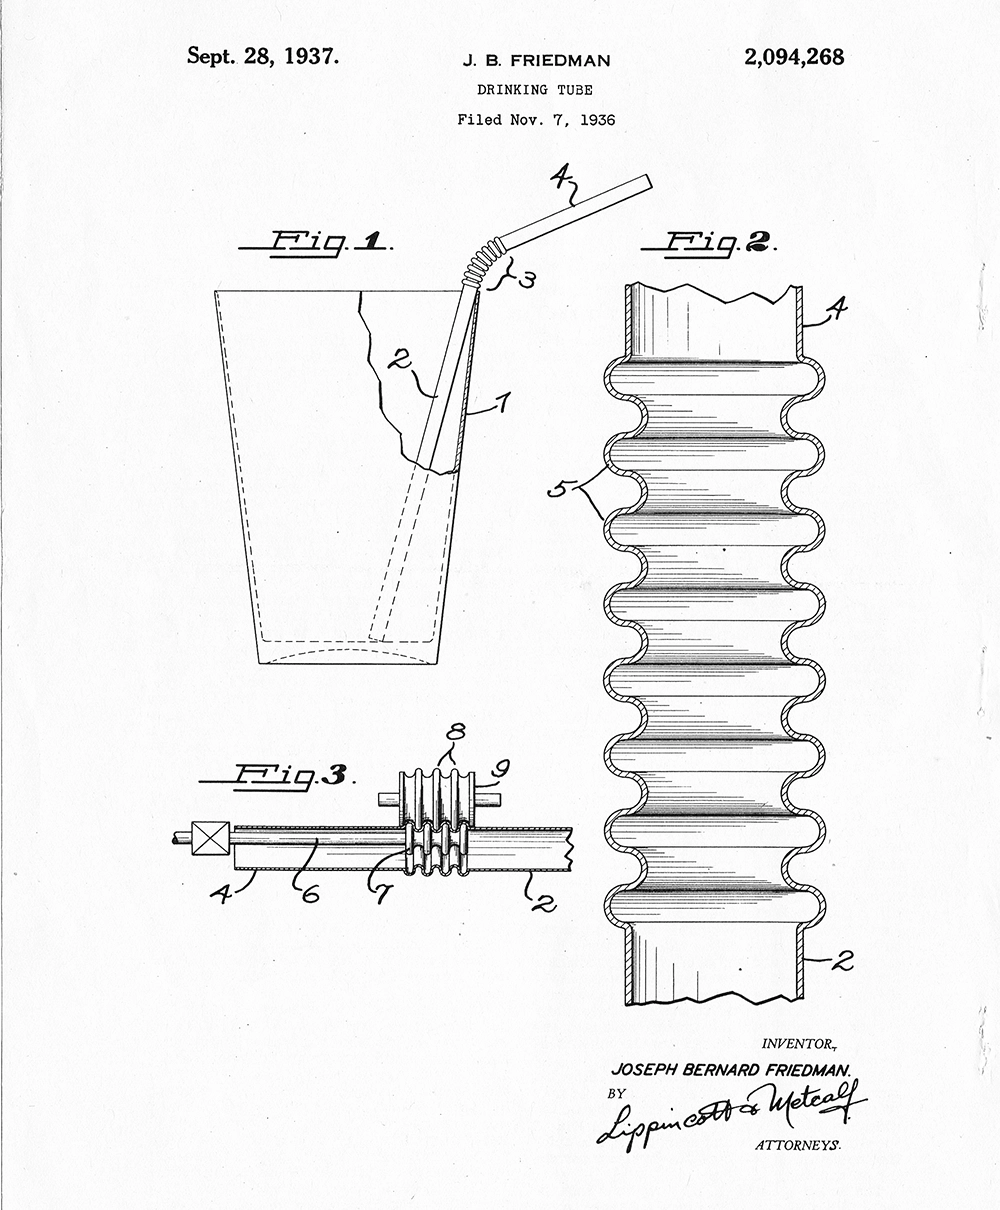 Sept. 28, 1937.
J. B. FRIEDMAN
2,094,268
DRINKING TUBE
Filed Nov. 7, 1936
Fig. 1.
4
3
2
1
Fig. 2.
4
5
2
Fig. 3.
8
9
4
6
7
2
INVENTOR,
JOSEPH BERNARD FRIEDMAN.
BY
Lippincott & Metcalf
ATTORNEYS.